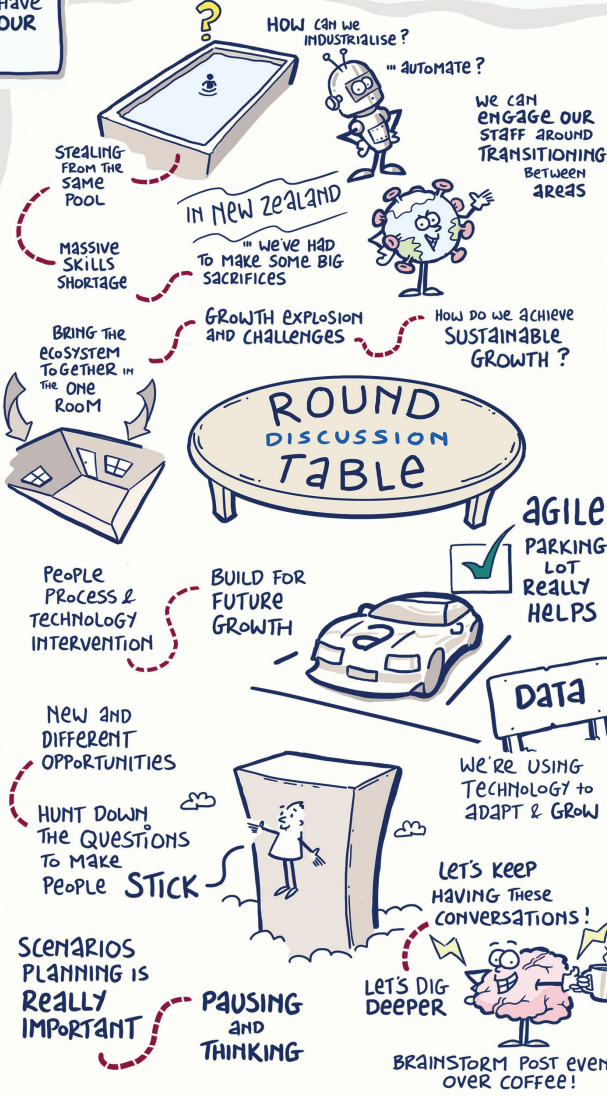 HAVE
OUR
?
HOW CAN WE
INDUSTRIALISE?
... AUTOMATE?
WE CAN
ENGAGE OUR
STAFF AROUND
TRANSITIONING
BETWEEN
AREAS
STEALING
FROM THE
SAME
POOL
IN NEW ZEALAND
... WE'VE HAD
TO MAKE SOME BIG
SACRIFICES
MASSIVE
SKILLS
SHORTAGE
GROWTH EXPLOSION
AND CHALLENGES
HOW DO WE ACHIEVE
SUSTAINABLE
GROWTH?
BRING THE
ECOSYSTEM
TOGETHER IN
THE ONE
ROOM
ROUND
DISCUSSION
TABLE
AGILE
PARKING
LOT
REALLY
HELPS
PEOPLE
PROCESS &
TECHNOLOGY
INTERVENTION
BUILD FOR
FUTURE
GROWTH
DATA
WE'RE USING
TECHNOLOGY to
ADAPT & GROW
NEW AND
DIFFERENT
OPPORTUNITIES
HUNT DOWN
THE QUESTIONS
TO MAKE
PEOPLE STICK
LET'S KEEP
HAVING THESE
CONVERSATIONS!
LET'S DIG
DEEPER
SCENARIOS
PLANNING IS
REALLY
IMPORTANT
PAUSING
AND
THINKING
BRAINSTORM POST EVEN
OVER COFFEE!